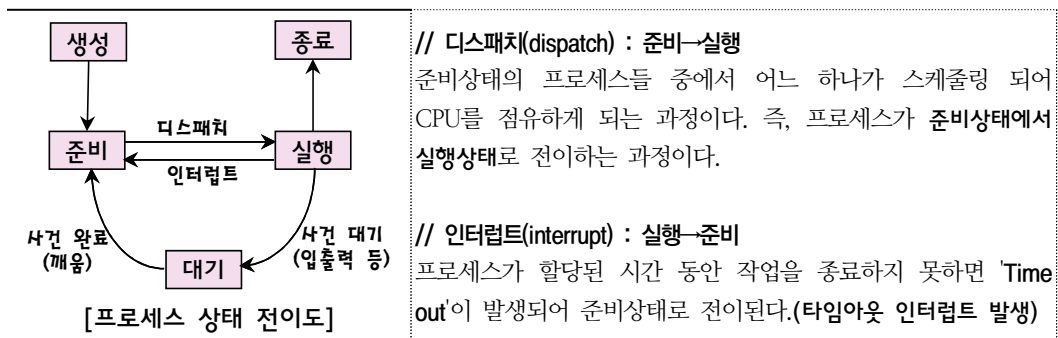 생성
종료
디스패치
준비
실행
인터럽트
사건 완료
(깨움)
사건 대기
(입출력 등)
대기
[프로세스 상태 전이도]
// 디스패치(dispatch) : 준비→실행
준비상태의 프로세스들 중에서 어느 하나가 스케줄링 되어
CPU를 점유하게 되는 과정이다. 즉, 프로세스가 준비상태에서
실행상태로 전이하는 과정이다.
// 인터럽트(interrupt) : 실행→준비
프로세스가 할당된 시간 동안 작업을 종료하지 못하면 'Time
out'이 발생되어 준비상태로 전이된다.(타임아웃 인터럽트 발생)